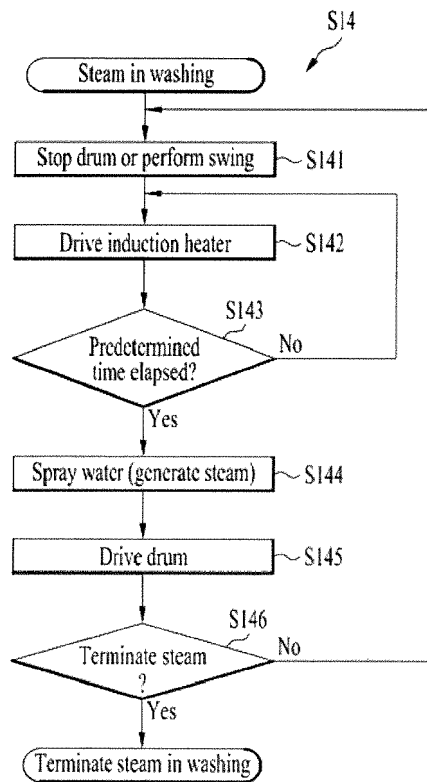 S14
Steam in washing
Stop drum or perform swing
S141
Drive induction heater
S142
S143
Predetermined
time elapsed?
No
Yes
Spray water (generate steam)
S144
Drive drum
S145
S146
Terminate steam
?
No
Yes
Terminate steam in washing